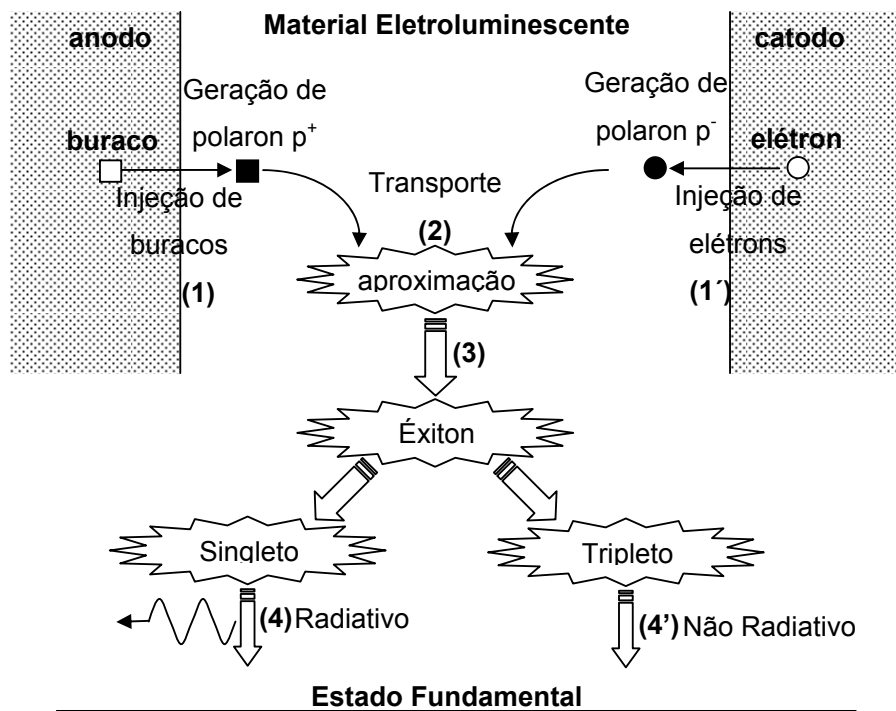 Material Eletroluminescente
anodo
catodo
Geração de
polaron p⁺
Geração de
polaron p⁻
buraco
elétron
Injeção de
buracos
(1)
Transporte
(2)
Injeção de
elétrons
(1´)
aproximação
(3)
Éxiton
Singleto
Tripleto
(4) Radiativo
(4') Não Radiativo
Estado Fundamental